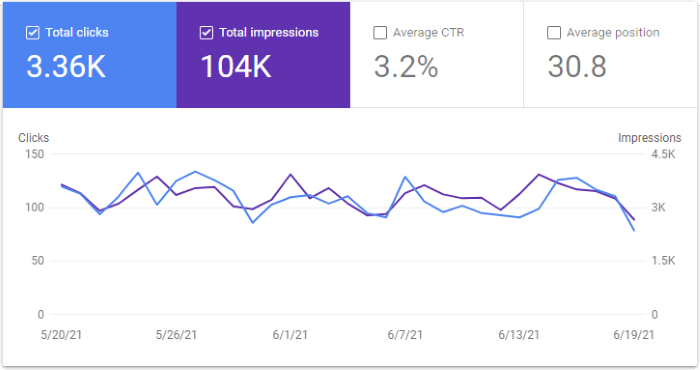 Total clicks Total impressions Average CTR Average position
3.36K 104K 3.2% 30.8
Clicks Impressions
150 4.5K
100 3K
50 1.5K
0 0
5/20/21 5/26/21 6/1/21 6/7/21 6/13/21 6/19/21